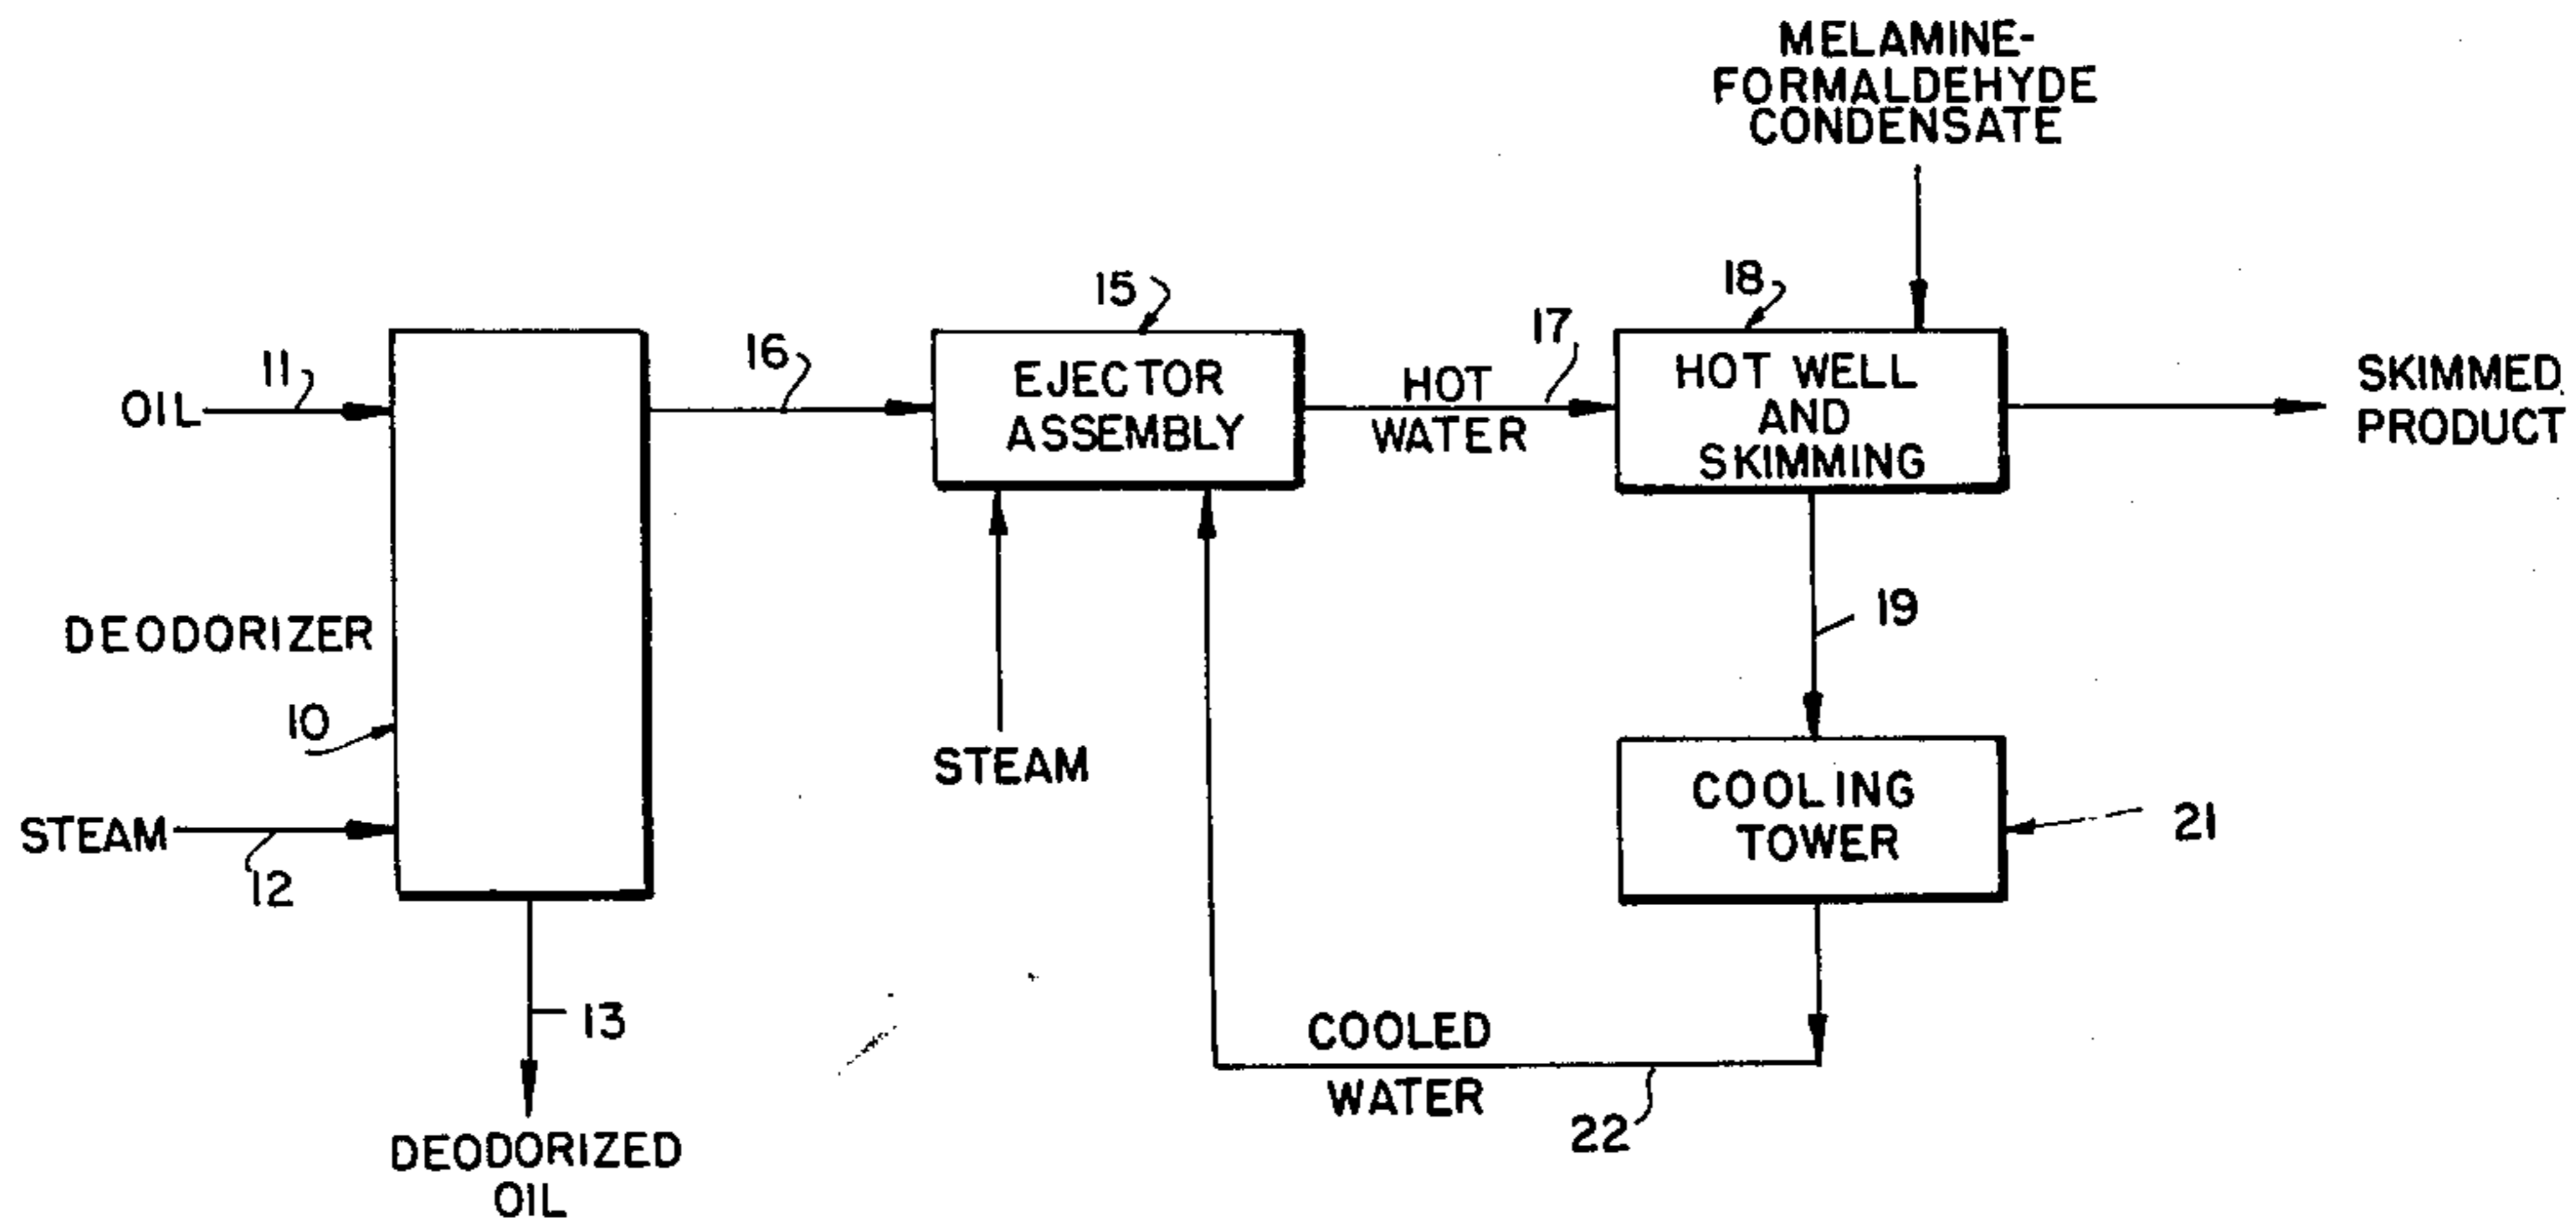 MELAMINE-
FORMALDEHYDE
CONDENSATE
15
18
17
11
16
OIL
EJECTOR
ASSEMBLY
HOT
WATER
HOT WELL
AND
SKIMMING
SKIMMED
PRODUCT
DEODORIZER
19
10
STEAM
COOLING
TOWER
21
STEAM
12
13
COOLED
WATER
22
DEODORIZED
OIL